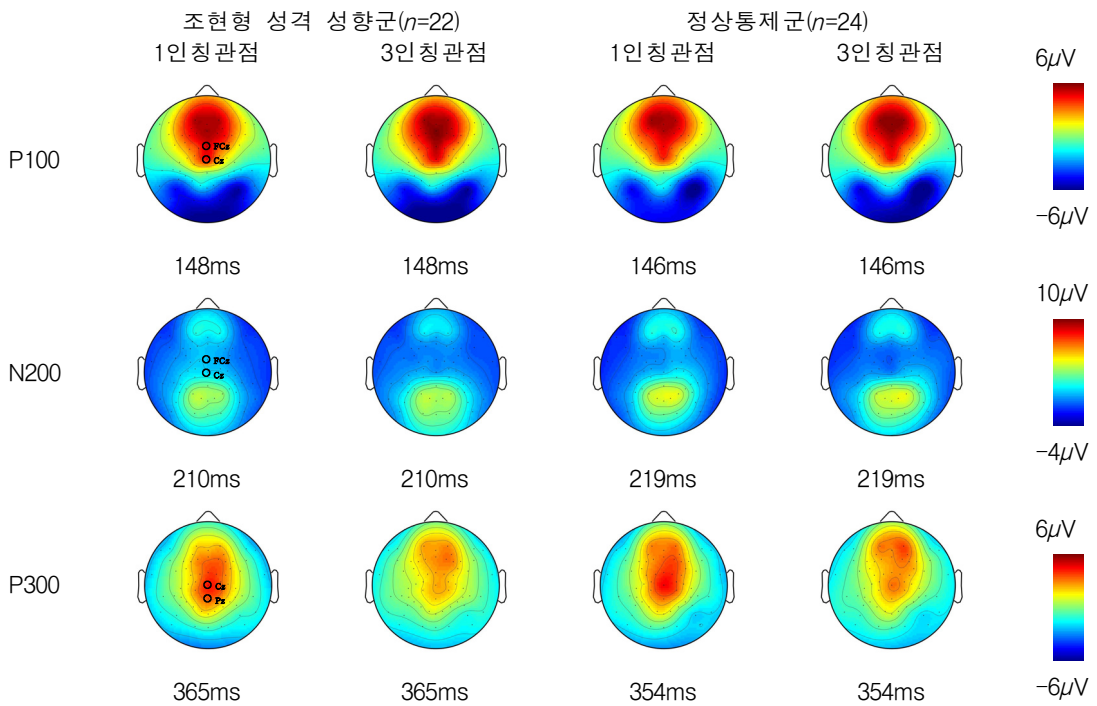 조현형 성격 성향군(n=22) 정상통제군(n=24)
1인칭관점 3인칭관점 1인칭관점 3인칭관점
6μV
P100
FCz
Cz
-6μV
148ms 148ms 146ms 146ms
10μV
N200
FCz
Cz
-4μV
210ms 210ms 219ms 219ms
6μV
P300
Cz
Pz
-6μV
365ms 365ms 354ms 354ms